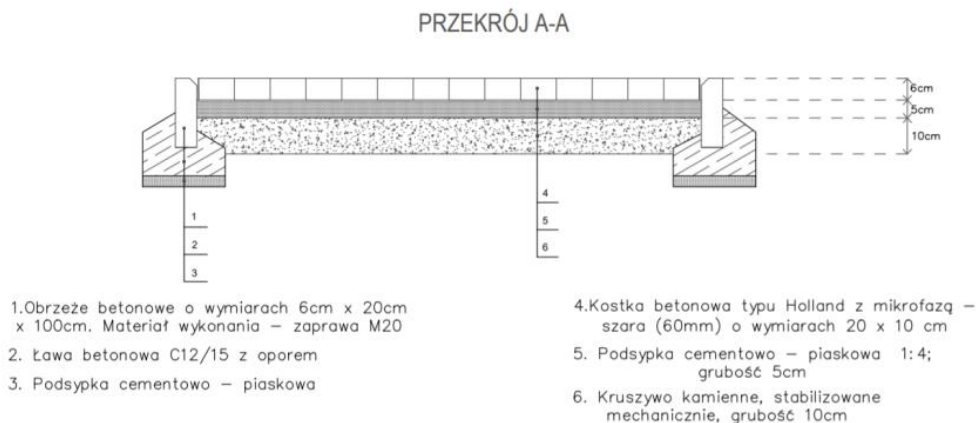 PRZEKRÓJ A-A
6cm
5cm
10cm
1
2
3
4
5
6
1.Obrzeże betonowe o wymiarach 6cm x 20cm
x 100cm. Materiał wykonania – zaprawa M20
2. Ława betonowa C12/15 z oporem
3. Podsypka cementowo – piaskowa
4.Kostka betonowa typu Holland z mikrofazą –
szara (60mm) o wymiarach 20 x 10 cm
5. Podsypka cementowo – piaskowa 1:4;
grubość 5cm
6. Kruszywo kamienne, stabilizowane
mechanicznie, grubość 10cm